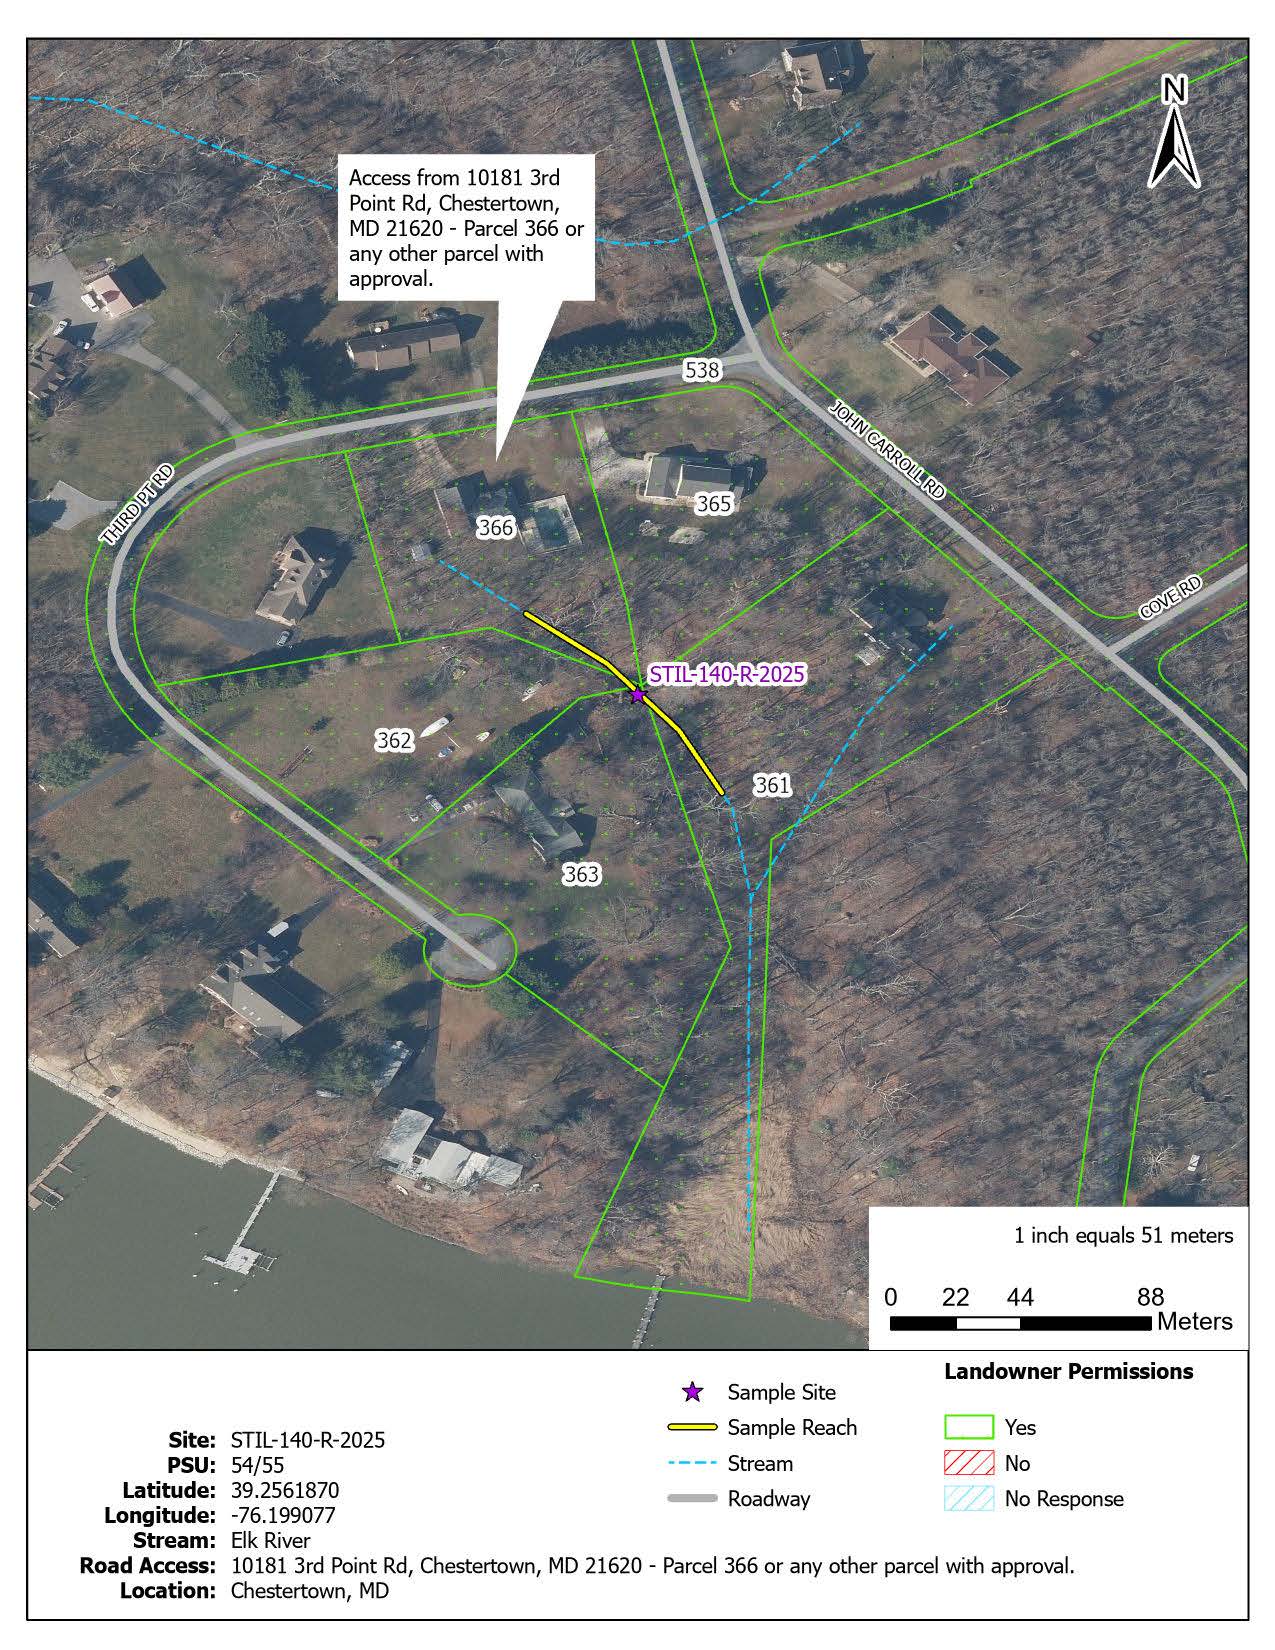 N
Access from 10181 3rd
Point Rd, Chestertown,
MD 21620 - Parcel 366 or
any other parcel with
approval.
538
JOHN CARROLL RD
THIRD PT RD
365
366
COVE RD
STIL-140-R-2025
362
361
363
1 inch equals 51 meters
0 22 44 88
Meters
Landowner Permissions
Sample Site
Sample Reach
Stream
Roadway
Yes
No
No Response
Site: STIL-140-R-2025
PSU: 54/55
Latitude: 39.2561870
Longitude: -76.199077
Stream: Elk River
Road Access: 10181 3rd Point Rd, Chestertown, MD 21620 - Parcel 366 or any other parcel with approval.
Location: Chestertown, MD